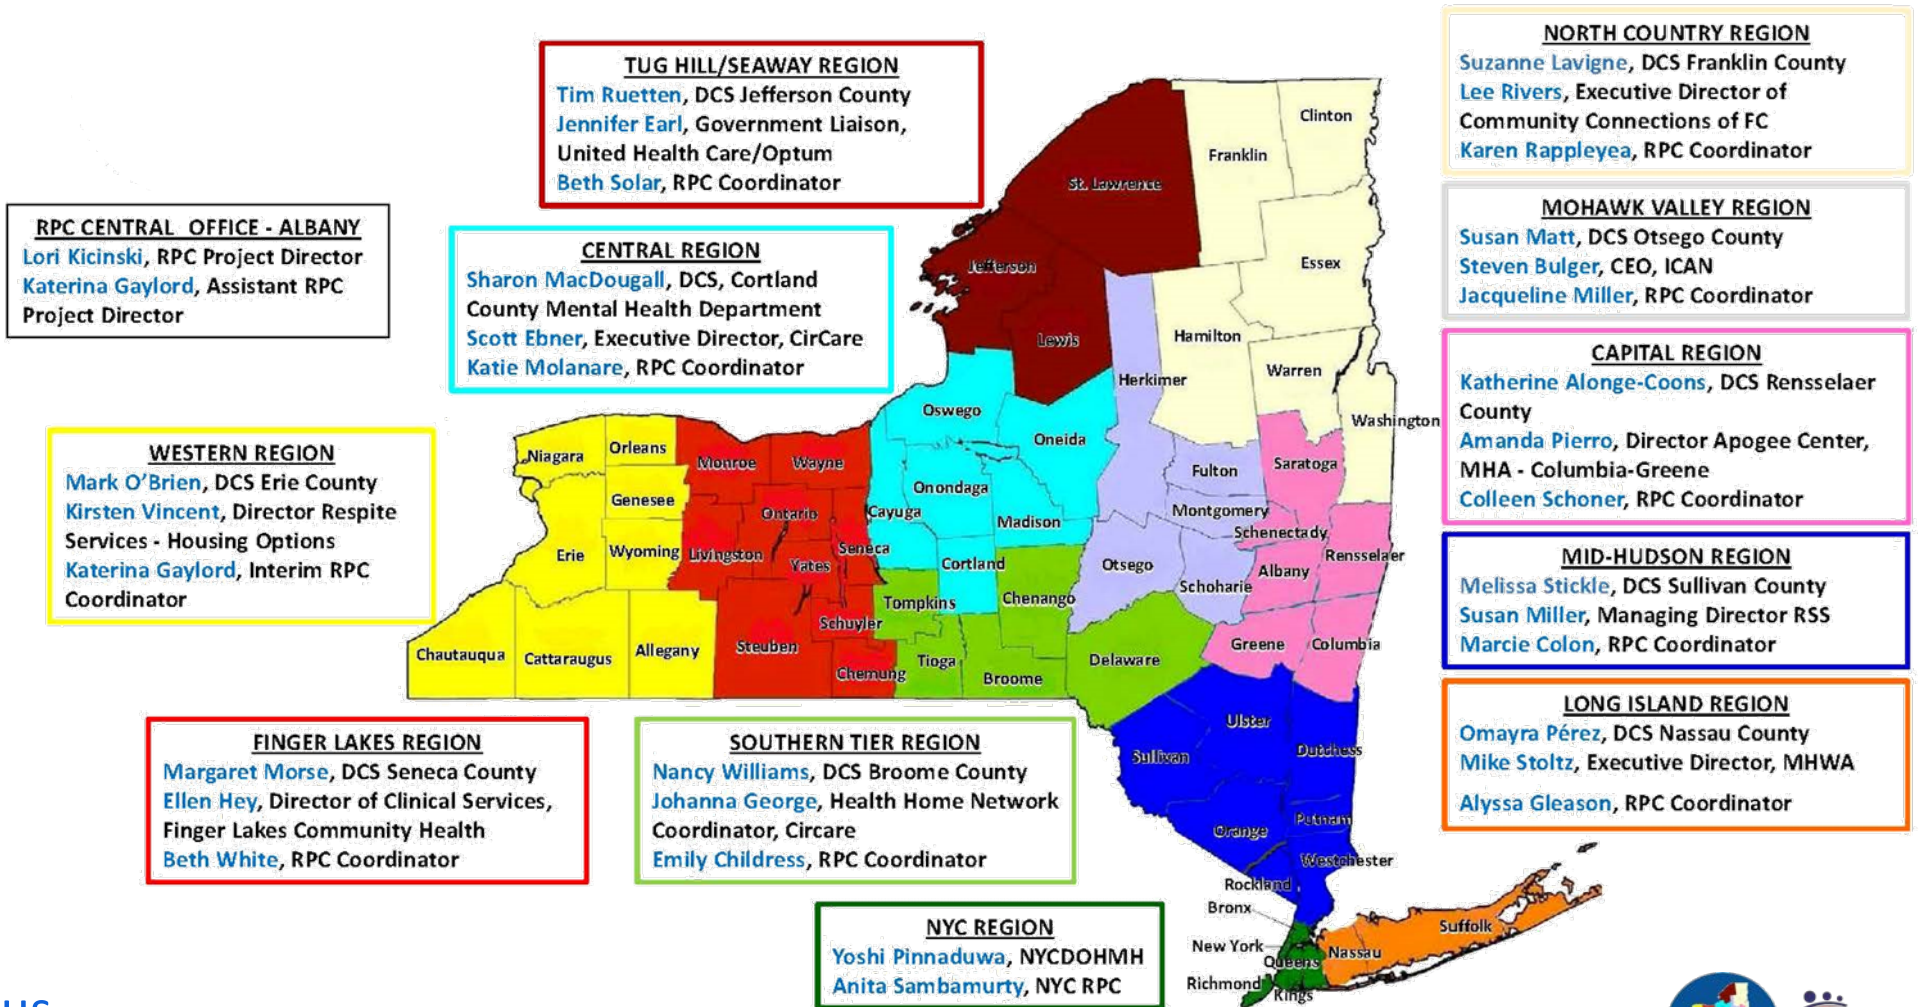 TUG HILL/SEAWAY REGION
Tim Ruetten, DCS Jefferson County
Jennifer Earl, Government Liaison,
United Health Care/Optum
Beth Solar, RPC Coordinator
NORTH COUNTRY REGION
Suzanne Lavigne, DCS Franklin County
Lee Rivers, Executive Director of
Community Connections of FC
Karen Rappleyea, RPC Coordinator
RPC CENTRAL OFFICE - ALBANY
Lori Kicinski, RPC Project Director
Katerina Gaylord, Assistant RPC
Project Director
CENTRAL REGION
Sharon MacDougall, DCS, Cortland
County Mental Health Department
Scott Ebner, Executive Director, CirCare
Katie Molanare, RPC Coordinator
MOHAWK VALLEY REGION
Susan Matt, DCS Otsego County
Steven Bulger, CEO, ICAN
Jacqueline Miller, RPC Coordinator
CAPITAL REGION
Katherine Alonge-Coons, DCS Rensselaer
County
Amanda Pierro, Director Apogee Center,
MHA - Columbia-Greene
Colleen Schoner, RPC Coordinator
WESTERN REGION
Mark O'Brien, DCS Erie County
Kirsten Vincent, Director Respite
Services - Housing Options
Katerina Gaylord, Interim RPC
Coordinator
MID-HUDSON REGION
Melissa Stickle, DCS Sullivan County
Susan Miller, Managing Director RSS
Marcie Colon, RPC Coordinator
LONG ISLAND REGION
Omayra Pérez, DCS Nassau County
Mike Stoltz, Executive Director, MHWA
Alyssa Gleason, RPC Coordinator
FINGER LAKES REGION
Margaret Morse, DCS Seneca County
Ellen Hey, Director of Clinical Services,
Finger Lakes Community Health
Beth White, RPC Coordinator
SOUTHERN TIER REGION
Nancy Williams, DCS Broome County
Johanna George, Health Home Network
Coordinator, Circare
Emily Childress, RPC Coordinator
NYC REGION
Yoshi Pinnaduwa, NYCDOHMH
Anita Sambamurty, NYC RPC
Clinton
Franklin
St. Lawrence
Essex
Jefferson
Hamilton
Lewis
Warren
Herkimer
Washington
Oswego
Oneida
Niagara
Orleans
Monroe
Wayne
Saratoga
Fulton
Genesee
Onondaga
Ontario
Cayuga
Madison
Montgomery
Schenectady
Erie
Wyoming
Livingston
Seneca
Yates
Cortland
Otsego
Rensselaer
Albany
Schoharie
Tompkins
Chenango
Schuyler
Chautauqua
Cattaraugus
Allegany
Steuben
Chemung
Tioga
Broome
Delaware
Greene
Columbia
Ulster
Sullivan
Dutchess
Orange
Putnam
Westchester
Rockland
Bronx
New York
Queens
Richmond
Kings
Nassau
Suffolk